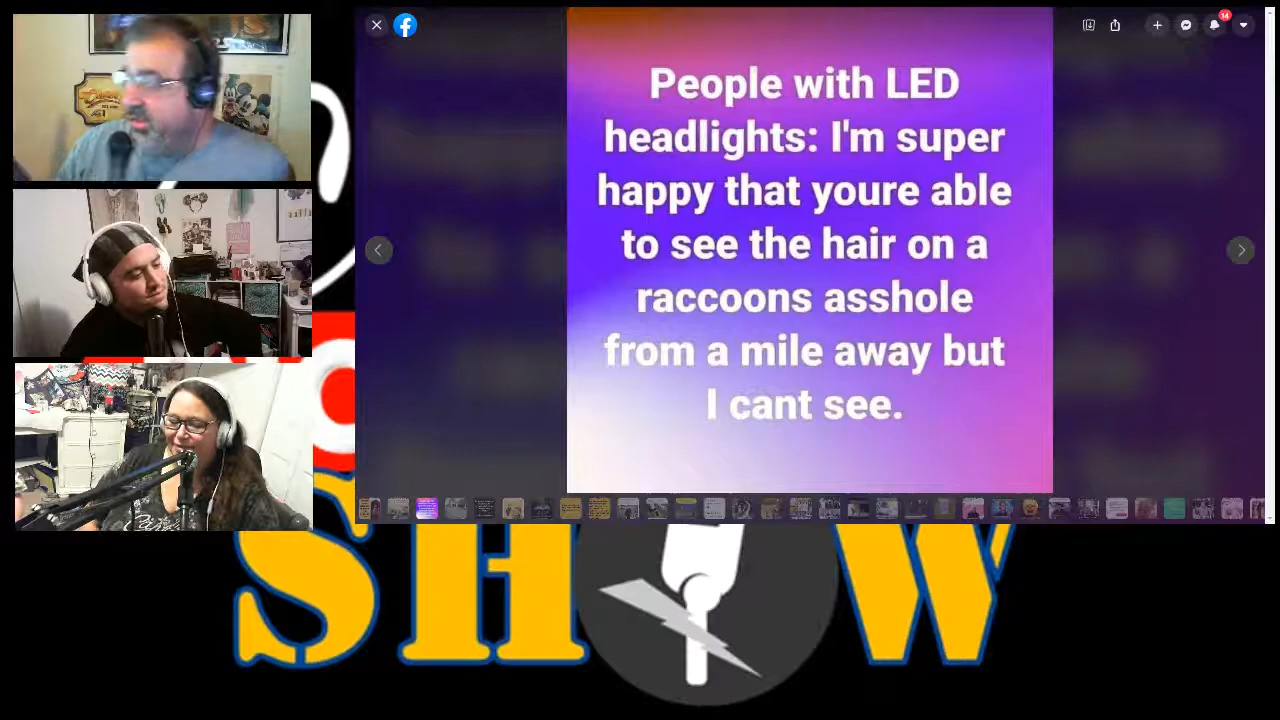 14
People with LED
headlights: I'm super
happy that youre able
to see the hair on a
raccoons asshole
from a mile away but
I cant see.
SH W